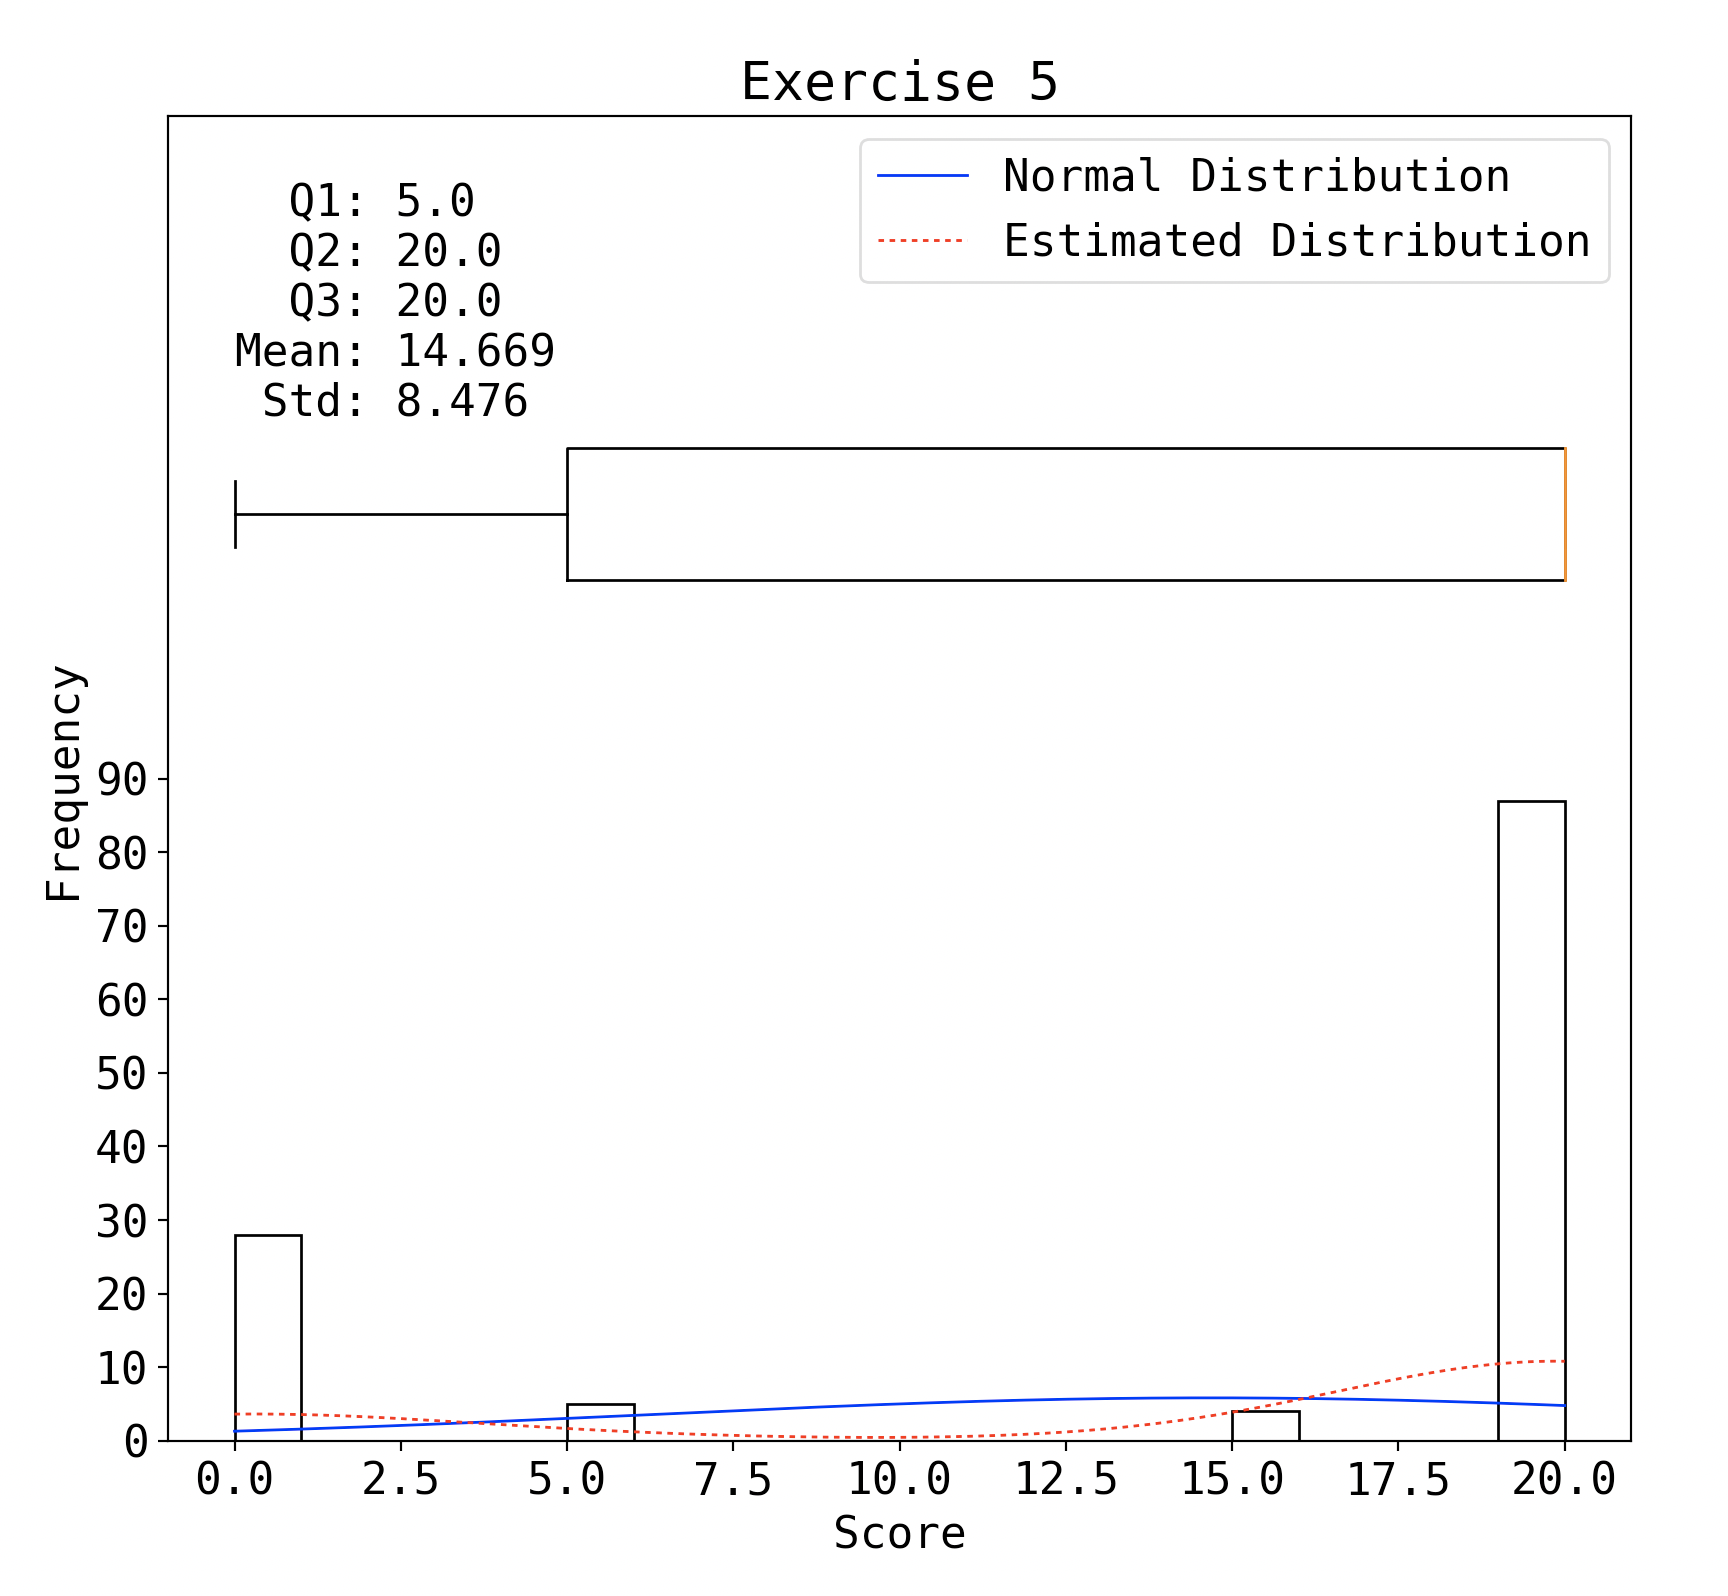 Exercise 5
Normal Distribution
Estimated Distribution
Q1: 5.0
Q2: 20.0
Q3: 20.0
Mean: 14.669
Std: 8.476
Frequency
90
80
70
60
50
40
30
20
10
0
0.0 2.5 5.0 7.5 10.0 12.5 15.0 17.5 20.0
Score